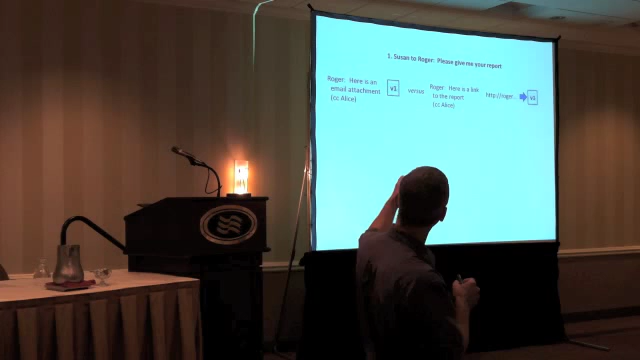 1. Susan to Roger: Please give me your report
Roger: Here is an
email attachment
(cc Alice)
v1
versus
Roger: Here is a link
to the report
(cc Alice)
http://roger...
v1